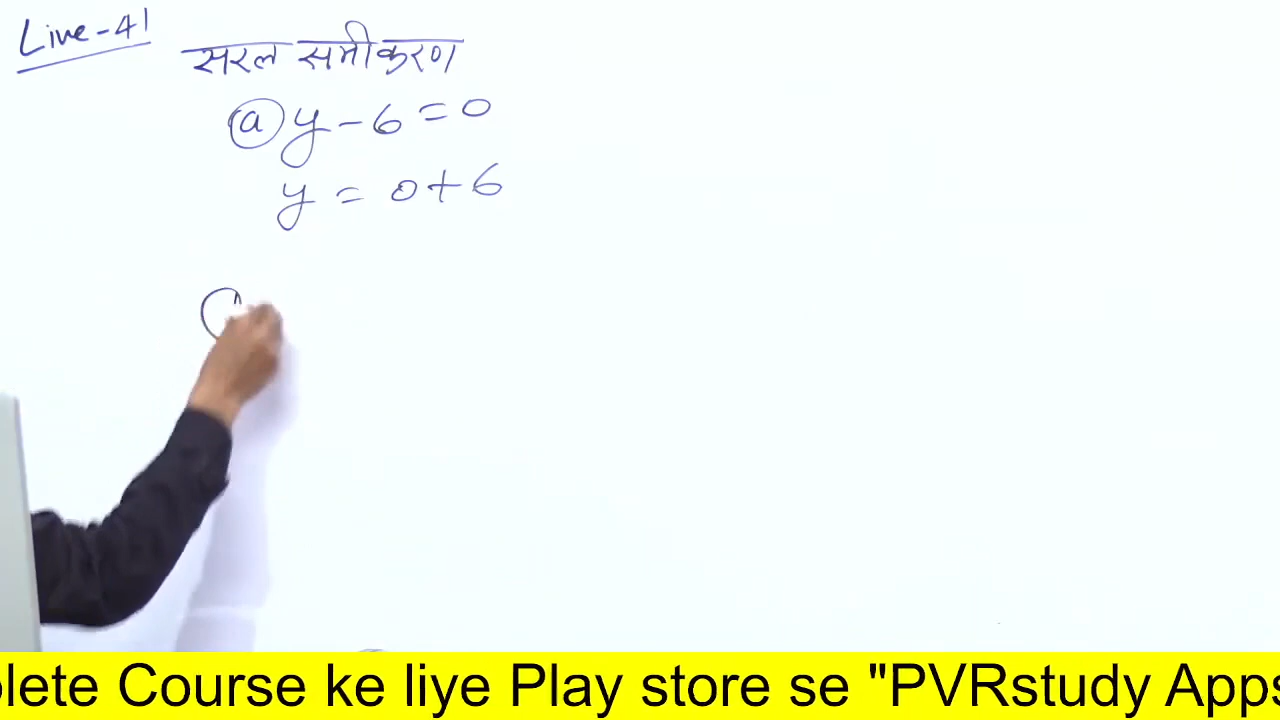 Live-41
सरल समीकरण
ⓐ y - 6 = 0
y = 0 + 6
plete Course ke liye Play store se "PVRstudy Apps